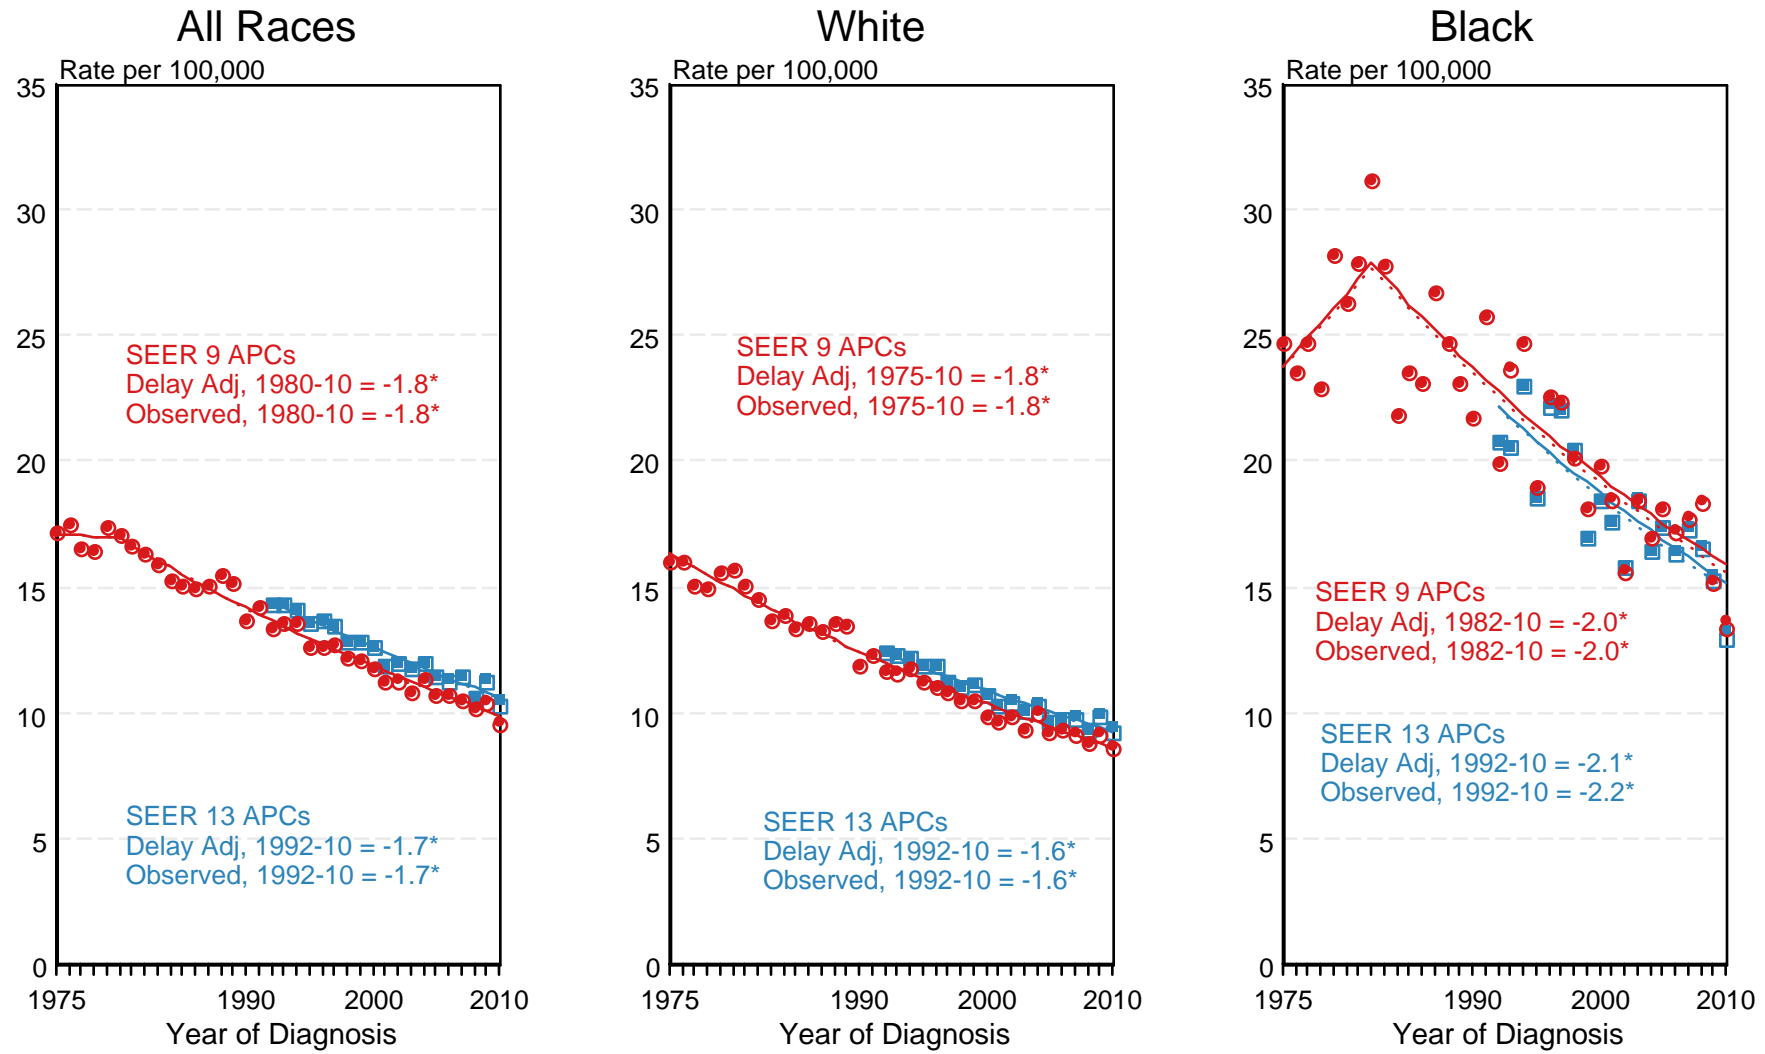 All Races
Rate per 100,000
35
30
25
20
15
10
5
0
SEER 9 APCs
Delay Adj, 1980-10 = -1.8*
Observed, 1980-10 = -1.8*
SEER 13 APCs
Delay Adj, 1992-10 = -1.7*
Observed, 1992-10 = -1.7*
1975 1990 2000 2010
Year of Diagnosis
White
Rate per 100,000
35
30
25
20
15
10
5
0
SEER 9 APCs
Delay Adj, 1975-10 = -1.8*
Observed, 1975-10 = -1.8*
SEER 13 APCs
Delay Adj, 1992-10 = -1.6*
Observed, 1992-10 = -1.6*
1975 1990 2000 2010
Year of Diagnosis
Black
Rate per 100,000
35
30
25
20
15
10
5
0
SEER 9 APCs
Delay Adj, 1982-10 = -2.0*
Observed, 1982-10 = -2.0*
SEER 13 APCs
Delay Adj, 1992-10 = -2.1*
Observed, 1992-10 = -2.2*
1975 1990 2000 2010
Year of Diagnosis